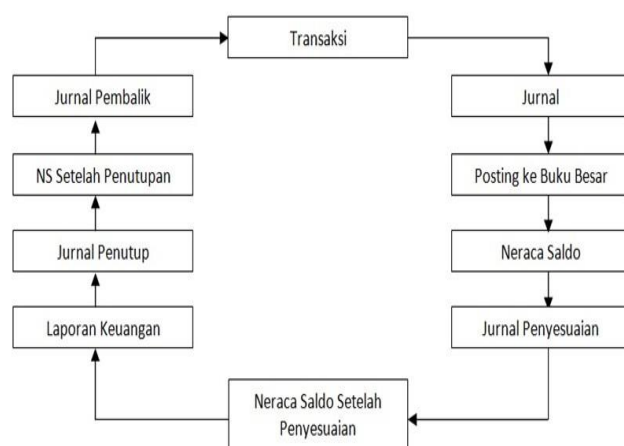 Transaksi
Jurnal
Posting ke Buku Besar
Neraca Saldo
Jurnal Penyesuaian
Neraca Saldo Setelah
Penyesuaian
Laporan Keuangan
Jurnal Penutup
NS Setelah Penutupan
Jurnal Pembalik